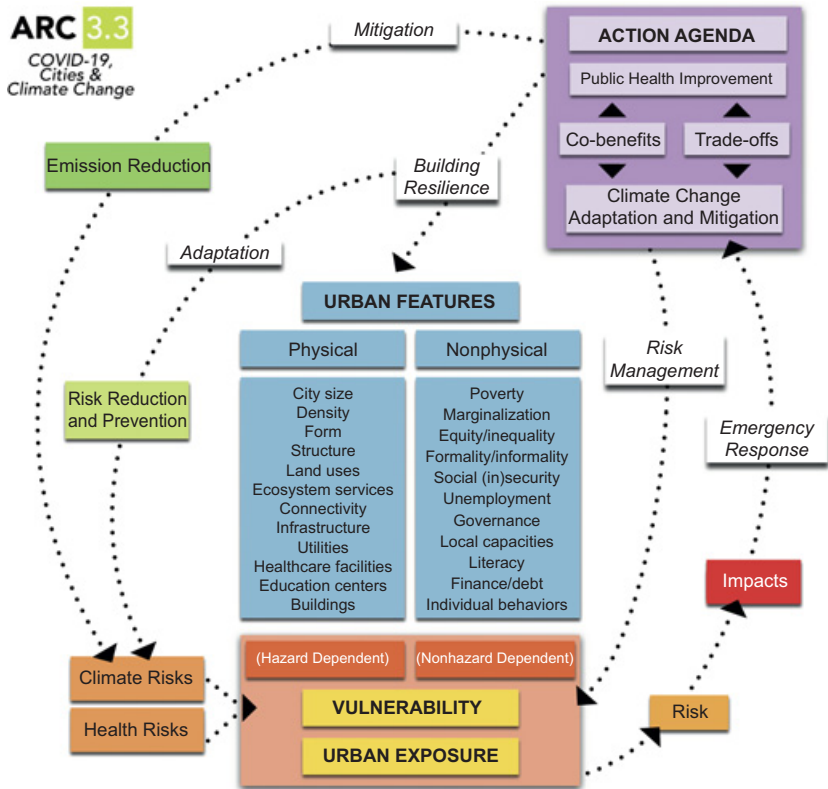 ARC 3.3
COVID-19,
Cities &
Climate Change
Mitigation
ACTION AGENDA
Public Health Improvement
Co-benefits
Trade-offs
Climate Change
Adaptation and Mitigation
Emission Reduction
Building
Resilience
Adaptation
URBAN FEATURES
Physical
Nonphysical
Risk
Management
Risk Reduction
and Prevention
City size
Density
Form
Structure
Land uses
Ecosystem services
Connectivity
Infrastructure
Utilities
Healthcare facilities
Education centers
Buildings
Poverty
Marginalization
Equity/inequality
Formality/informality
Social (in)security
Unemployment
Governance
Local capacities
Literacy
Finance/debt
Individual behaviors
Emergency
Response
Impacts
(Hazard Dependent)
(Nonhazard Dependent)
Climate Risks
Health Risks
VULNERABILITY
URBAN EXPOSURE
Risk